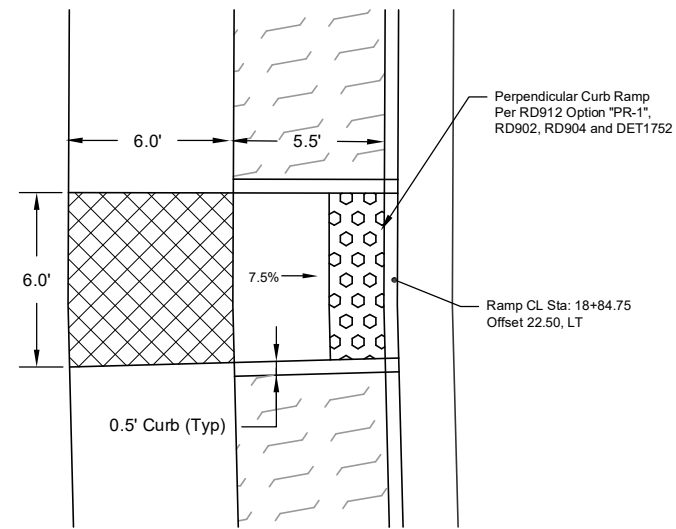 Perpendicular Curb Ramp
Per RD912 Option "PR-1",
RD902, RD904 and DET1752
6.0'
5.5'
6.0'
7.5%
Ramp CL Sta: 18+84.75
Offset 22.50, LT
0.5' Curb (Typ)